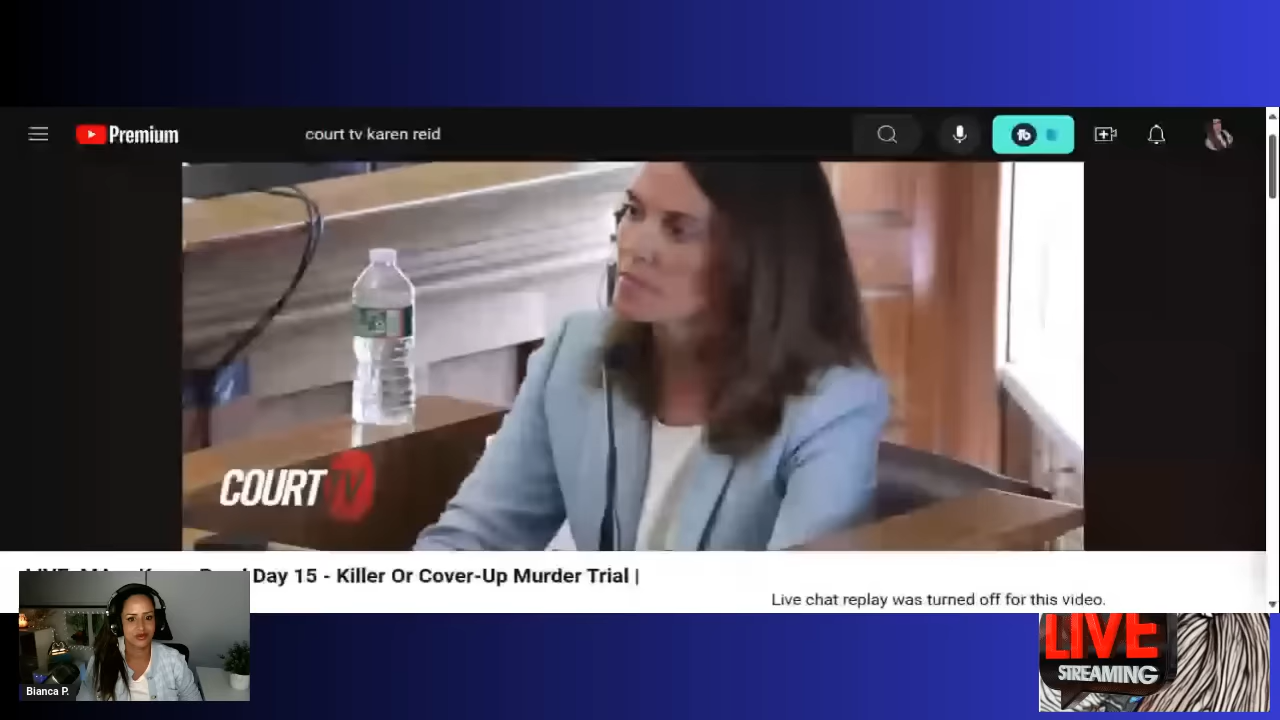 Premium
court tv karen reid
COURT TV
Day 15 - Killer Or Cover-Up Murder Trial |
Live chat replay was turned off for this video.
Bianca P.
LIVE
STREAMING